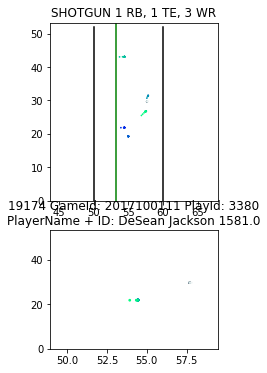 SHOTGUN 1 RB, 1 TE, 3 WR
50
40
30
20
10
0
45 50 55 60 65
19174 GameId: 2017100111 PlayId: 3380
PlayerName + ID: DeSean Jackson 1581.0
40
20
0
50.0 52.5 55.0 57.5